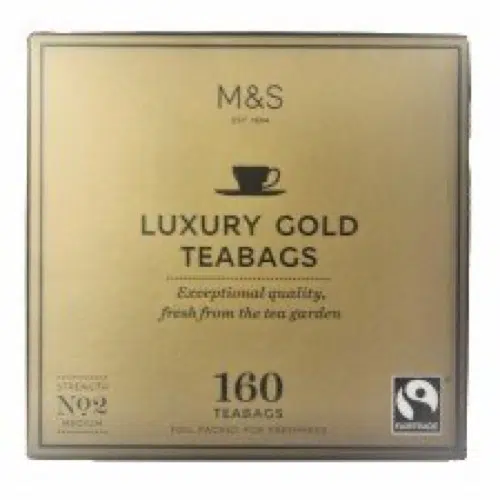 M&S
EST 1884
LUXURY GOLD
TEABAGS
Exceptional quality,
fresh from the tea garden
STRENGTH
No2
MEDIUM
160
TEABAGS
FOIL PACKED FOR FRESHNESS
FAIRTRADE